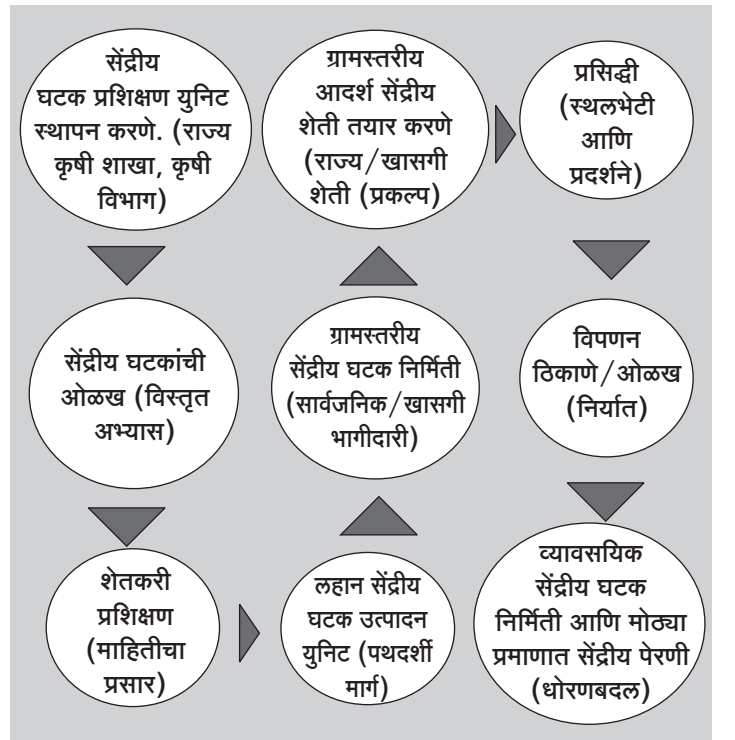 सेंद्रीय
घटक प्रशिक्षण युनिट
स्थापन करणे. (राज्य
कृषी शाखा, कृषी
विभाग)
सेंद्रीय घटकांची
ओळख (विस्तृत
अभ्यास)
शेतकरी
प्रशिक्षण
(माहितीचा
प्रसार)
लहान सेंद्रीय
घटक उत्पादन
युनिट (पथदर्शी
मार्ग)
ग्रामस्तरीय
सेंद्रीय घटक निर्मिती
(सार्वजनिक/खासगी
भागीदारी)
ग्रामस्तरीय
आदर्श सेंद्रीय
शेती तयार करणे
(राज्य/खासगी
शेती (प्रकल्प)
प्रसिद्धी
(स्थलभेटी
आणि
प्रदर्शने)
विपणन
ठिकाणे/ओळख
(निर्यात)
व्यावसयिक
सेंद्रीय घटक
निर्मिती आणि मोठ्या
प्रमाणात सेंद्रीय पेरणी
(धोरणबदल)